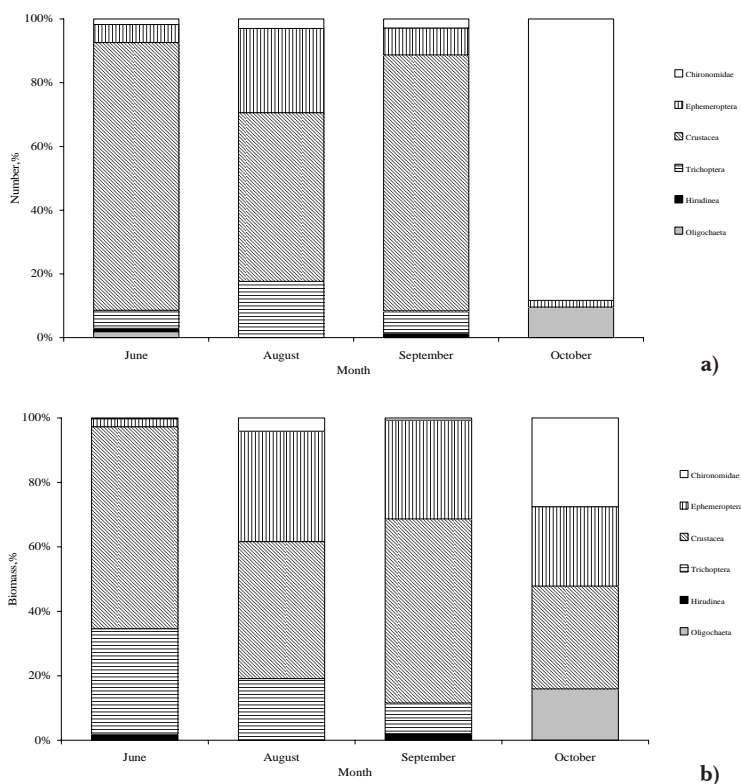 100%
80%
60%
40%
20%
0%
Number,%
June
August
September
October
Month
Chironomidae
Ephemeroptera
Crustacea
Trichoptera
Hirudinea
Oligochaeta
a)
100%
80%
60%
40%
20%
0%
Biomass,%
June
August
September
October
Month
Chironomidae
Ephemeroptera
Crustacea
Trichoptera
Hirudinea
Oligochaeta
b)